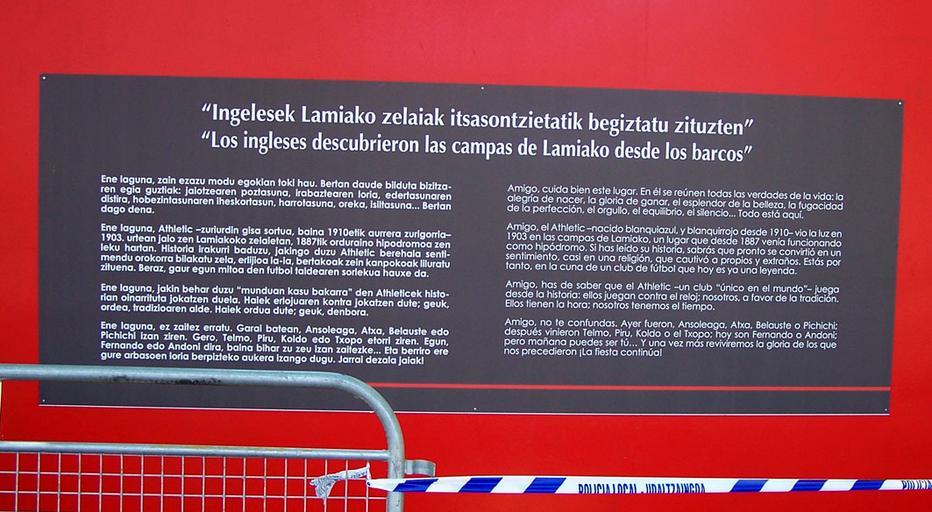 “Ingelesek Lamiako zelaiak itsasontzietatik begiztatu zituzten”
“Los ingleses descubrieron las campas de Lamiako desde los barcos”
Ene laguna, zain ezazu modu egokian toki hau. Bertan daude bilduta bizitza-
ren egia guztiak: jaiotzearen poztasuna, irabaztearen loria, edertasunaren
distira, hobezintasunaren iheskortasun, harrotasuna, oreka, isiltasuna... Bertan
dago dena.
Ene laguna, Athletic –zuriurdin gisa sortua, baina 1910etik aurrera zurigorria–
1903. urtean jaio zen Lamiakoko zelaietan, 1887tik orduraino hipodromoa zen
leku hartan. Historia irakurri baduzu, jakingo duzu Athletic berehala senti-
mendu orokorra bilakatu zela, erlijioa ia-ia, bertakoak zein kanpokoak liluratu
zituena. Beraz, gaur egun mitoa den futbol taldearen sorlekua hauxe da.
Ene laguna, jakin behar duzu “munduan kasu bakarra” den Athleticek histo-
rian oinarrituta jokatzen duela. Haiek erlojuaren kontra jokatzen dute; geuk,
ordea, tradizioaren alde. Haiek ordua dute; geuk, denbora.
Ene laguna, ez zaitez erratu. Garai batean, Ansoleaga, Atxa, Belauste edo
Pichichi izan ziren. Gero, Telmo, Piru, Koldo edo Txopo etorri ziren. Egun,
Fernando edo Andoni dira, baina bihar zu zeu izan zaitezke... Eta berriro ere
gure arbasoen loria berpizteko aukera izango dugu. Jarrai dezala jaiak!
Amigo, cuida bien este lugar. En él se reúnen todas las verdades de la vida: la
alegría de nacer, la gloria de ganar, el esplendor de la belleza, la fugacidad
de la perfección, el orgullo, el equilibrio, el silencio... Todo está aquí.
Amigo, el Athletic –nacido blanquiazul, y blanquirrojo desde 1910– vio la luz en
1903 en las campas de Lamiako, un lugar que desde 1887 venía funcionando
como hipódromo. Si has leído su historia, sabrás que pronto se convirtió en un
sentimiento, casi en una religión, que cautivó a propios y extraños. Estás por
tanto, en la cuna de un club de fútbol que hoy es ya una leyenda.
Amigo, has de saber que el Athletic –un club “único en el mundo”– juega
desde la historia: ellos juegan contra el reloj; nosotros, a favor de la tradición.
Ellos tienen la hora; nosotros tenemos el tiempo.
Amigo, no te confundas. Ayer fueron, Ansoleaga, Atxa, Belauste o Pichichi;
después vinieron Telmo, Piru, Koldo o el Txopo; hoy son Fernando o Andoni;
pero mañana puedes ser tú... Y una vez más reviviremos la gloria de los que
nos precedieron ¡La fiesta continúa!
POLICIA LOCAL - UDALTZAINGOA
POLICIA